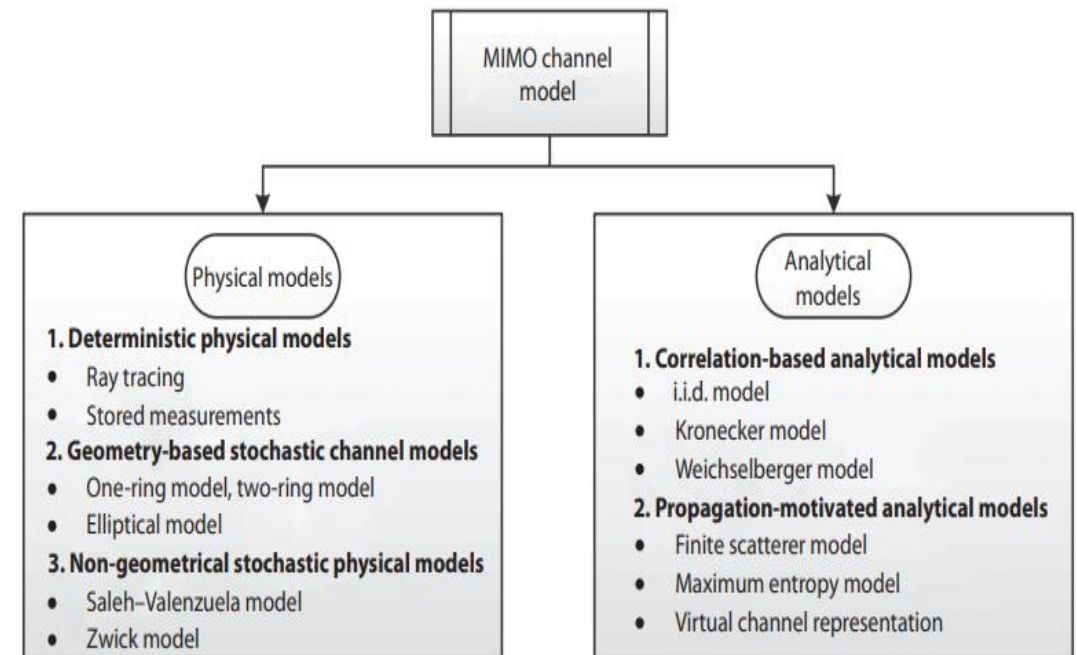 MIMO channel
model
Physical models
1. Deterministic physical models
• Ray tracing
• Stored measurements
2. Geometry-based stochastic channel models
• One-ring model, two-ring model
• Elliptical model
3. Non-geometrical stochastic physical models
• Saleh–Valenzuela model
• Zwick model
Analytical
models
1. Correlation-based analytical models
• i.i.d. model
• Kronecker model
• Weichselberger model
2. Propagation-motivated analytical models
• Finite scatterer model
• Maximum entropy model
• Virtual channel representation